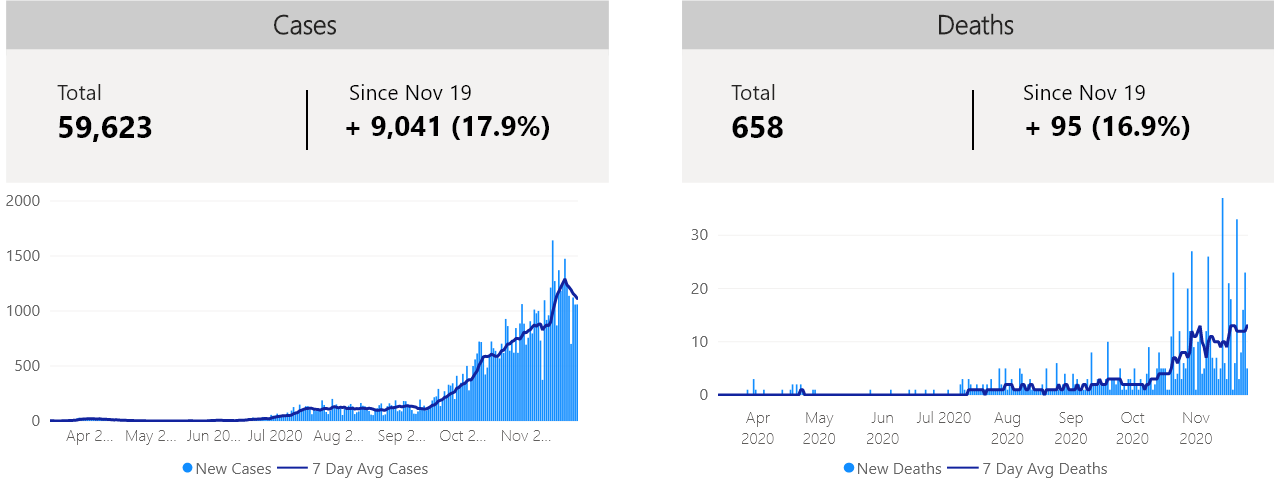 Cases
Total
Since Nov 19
59,623
+ 9,041 (17.9%)
2000
1500
1000
500
0
Apr 2... May 2... Jun 20... Jul 2020 Aug 2... Sep 2... Oct 2... Nov 2...
New Cases 7 Day Avg Cases
Deaths
Total
Since Nov 19
658
+ 95 (16.9%)
30
20
10
0
Apr May Jun Jul 2020 Aug Sep Oct Nov
2020 2020 2020 2020 2020 2020 2020
New Deaths 7 Day Avg Deaths